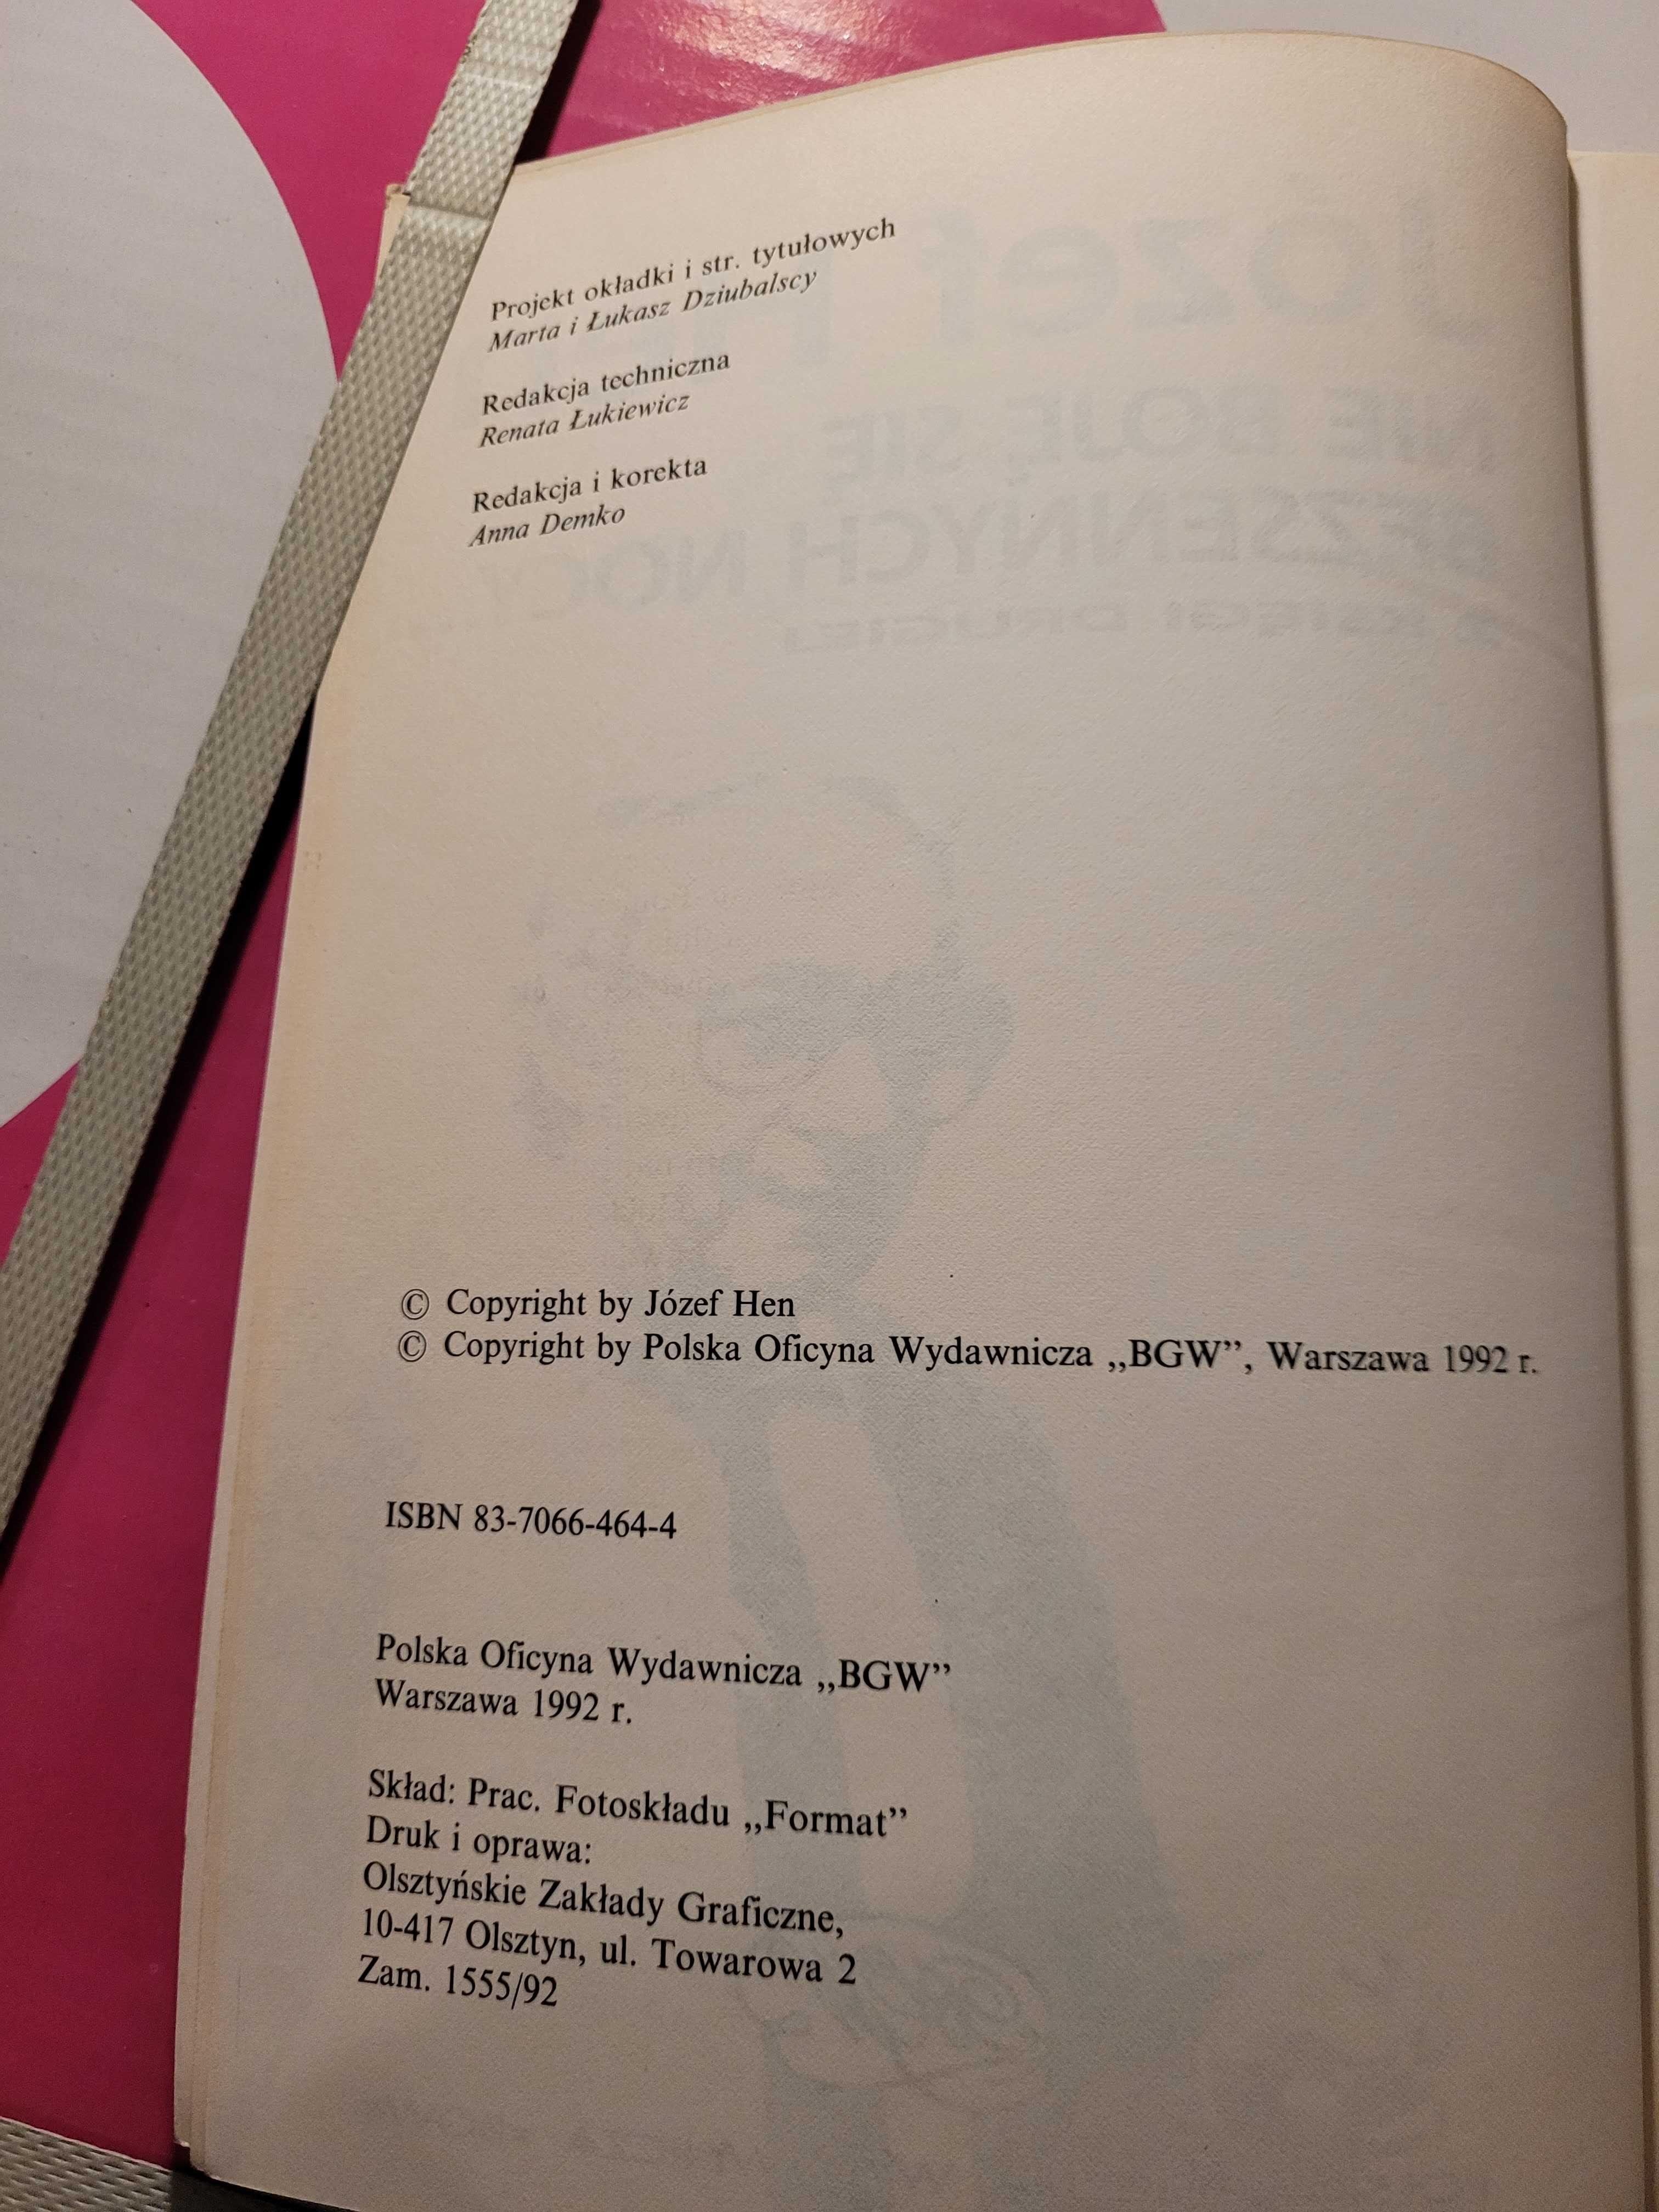 Projekt okładki i str. tytułowych
Marta i Łukasz Dziubalscy
Redakcja techniczna
Renata Łukiewicz
Redakcja i korekta
Anna Demko
© Copyright by Józef Hen
© Copyright by Polska Oficyna Wydawnicza „BGW”, Warszawa 1992 r.
ISBN 83-7066-464-4
Polska Oficyna Wydawnicza „BGW”
Warszawa 1992 r.
Skład: Prac. Fotoskładu „Format”
Druk i oprawa:
Olsztyńskie Zakłady Graficzne,
10-417 Olsztyn, ul. Towarowa 2
Zam. 1555/92